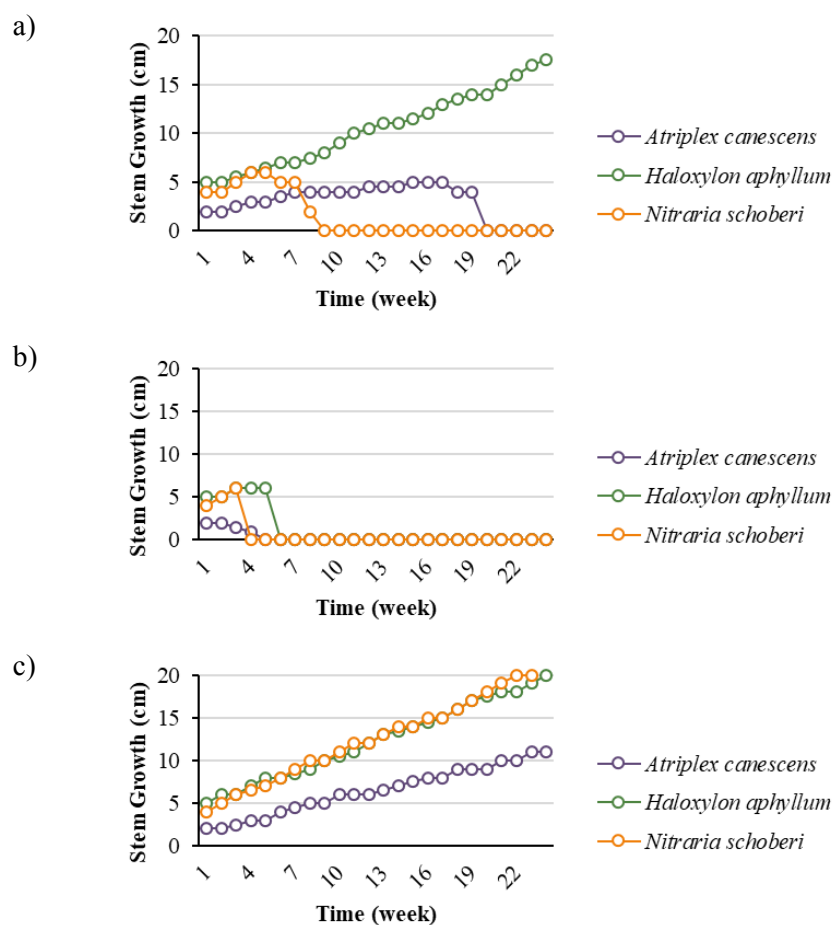 a)
20
15
10
5
0
Stem Growth (cm)
1 4 7 10 13 16 19 22
Time (week)
Atriplex canescens
Haloxylon aphyllum
Nitraria schoberi
b)
20
15
10
5
0
Stem Growth (cm)
1 4 7 10 13 16 19 22
Time (week)
Atriplex canescens
Haloxylon aphyllum
Nitraria schoberi
c)
20
15
10
5
0
Stem Growth (cm)
1 4 7 10 13 16 19 22
Time (week)
Atriplex canescens
Haloxylon aphyllum
Nitraria schoberi